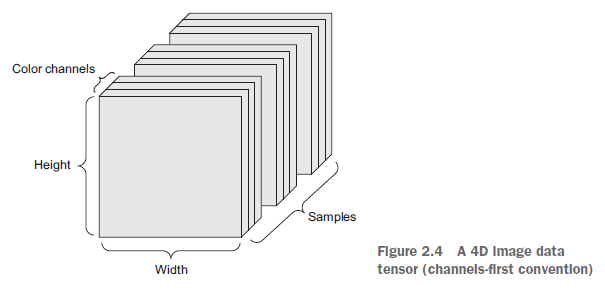 Color channels
Height
Samples
Width
Figure 2.4 A 4D image data
tensor (channels-first convention)